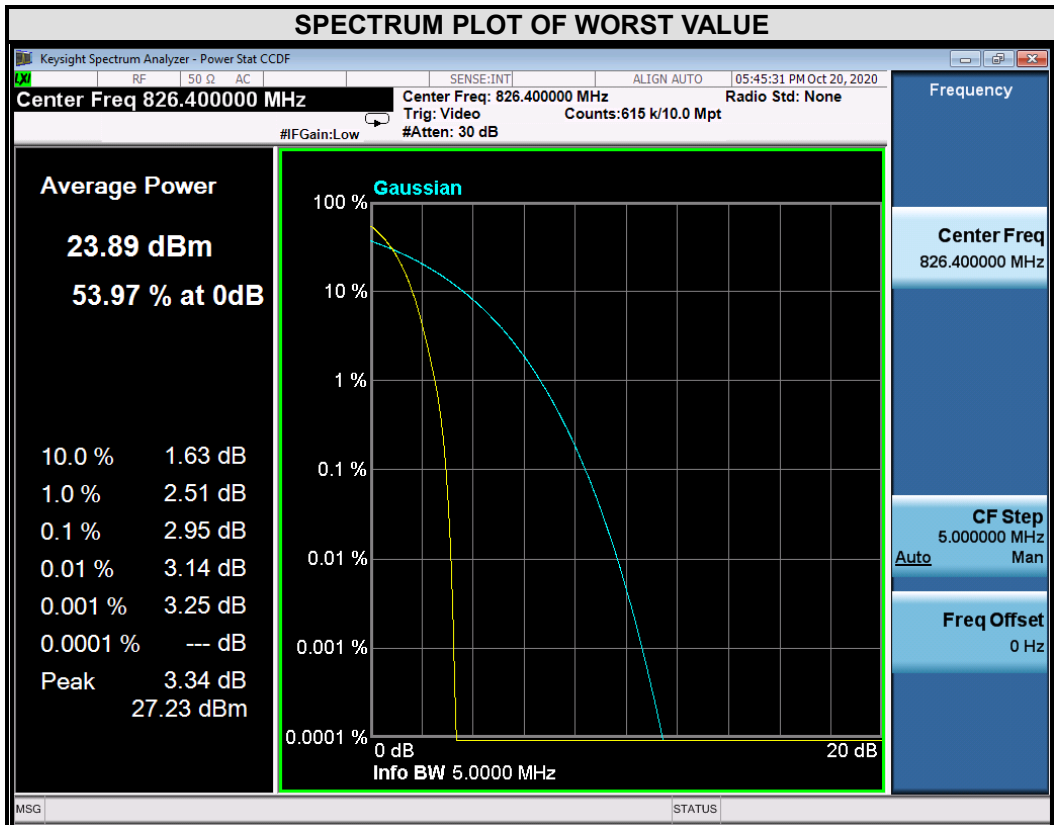 SPECTRUM PLOT OF WORST VALUE
Keysight Spectrum Analyzer - Power Stat CCDF
LXI RF 50 Ω AC SENSE:INT ALIGN AUTO 05:45:31 PM Oct 20, 2020
Center Freq 826.400000 MHz
Center Freq: 826.400000 MHz Radio Std: None
Trig: Video Counts:615 k/10.0 Mpt
#IFGain:Low #Atten: 30 dB
Average Power
23.89 dBm
53.97 % at 0dB
10.0 % 1.63 dB
1.0 % 2.51 dB
0.1 % 2.95 dB
0.01 % 3.14 dB
0.001 % 3.25 dB
0.0001 % --- dB
Peak 3.34 dB
27.23 dBm
Gaussian
100 %
10 %
1 %
0.1 %
0.01 %
0.001 %
0.0001 %
0 dB 20 dB
Info BW 5.0000 MHz
Frequency
Center Freq
826.400000 MHz
CF Step
5.000000 MHz
Auto Man
Freq Offset
0 Hz
MSG STATUS